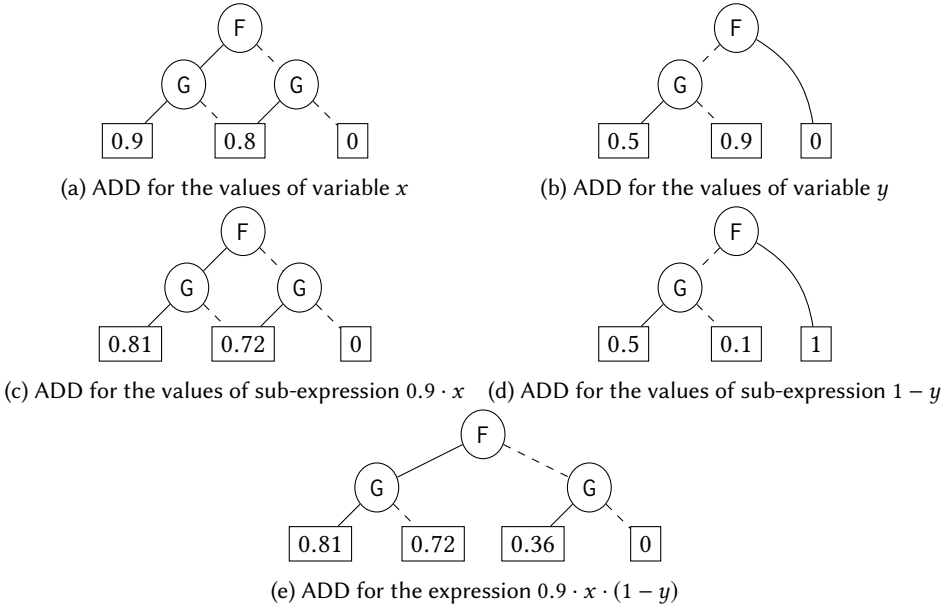 F F
G G G
0.9 0.8 0 0.5 0.9 0
(a) ADD for the values of variable x (b) ADD for the values of variable y
F F
G G G
0.81 0.72 0 0.5 0.1 1
(c) ADD for the values of sub-expression 0.9 · x (d) ADD for the values of sub-expression 1 − y
F
G G
0.81 0.72 0.36 0
(e) ADD for the expression 0.9 · x · (1 − y)